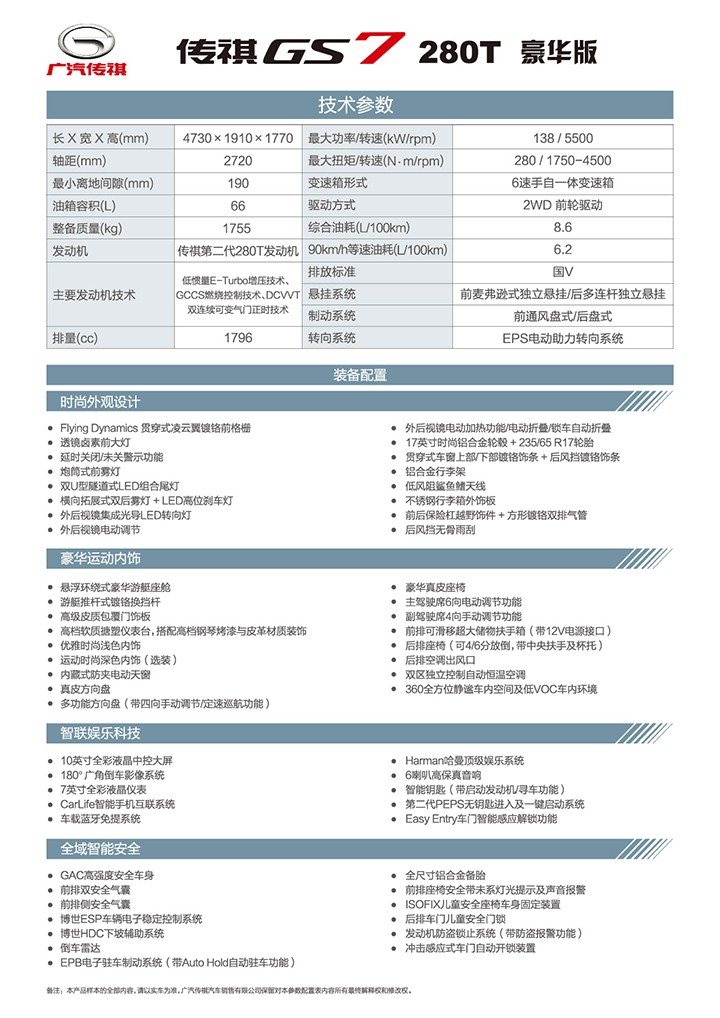 广汽传祺
传祺GS7 280T 豪华版
技术参数
长 X 宽 X 高(mm) 4730×1910×1770 最大功率/转速(kW/rpm) 138 / 5500
轴距(mm) 2720 最大扭矩/转速(N·m/rpm) 280 / 1750-4500
最小离地间隙(mm) 190 变速箱形式 6速手自一体变速箱
油箱容积(L) 66 驱动方式 2WD 前轮驱动
整备质量(kg) 1755 综合油耗(L/100km) 8.6
发动机 传祺第二代280T发动机 90km/h等速油耗(L/100km) 6.2
主要发动机技术
低惯量E-Turbo增压技术、
GCCS燃烧控制技术、DCVVT
双连续可变气门正时技术
排放标准 国V
悬挂系统 前麦弗逊式独立悬挂/后多连杆独立悬挂
制动系统 前通风盘式/后盘式
排量(cc) 1796 转向系统 EPS电动助力转向系统
装备配置
时尚外观设计
● Flying Dynamics 贯穿式凌云翼镀铬前格栅
● 透镜卤素前大灯
● 延时关闭/未关警示功能
● 炮筒式前雾灯
● 双U型隧道式LED组合尾灯
● 横向拓展式双后雾灯 + LED高位刹车灯
● 外后视镜集成光导LED转向灯
● 外后视镜电动调节
● 外后视镜电动加热功能/电动折叠/锁车自动折叠
● 17英寸时尚铝合金轮毂 + 235/65 R17轮胎
● 贯穿式车窗上部/下部镀铬饰条 + 后风挡镀铬饰条
● 铝合金行李架
● 低风阻鲨鱼鳍天线
● 不锈钢行李箱外饰板
● 前后保险杠越野饰件 + 方形镀铬双排气管
● 后风挡无骨雨刮
豪华运动内饰
● 悬浮环绕式豪华游艇座舱
● 游艇推杆式镀铬换挡杆
● 高级皮质包覆门饰板
● 高档软质搪塑仪表台，搭配高档钢琴烤漆与皮革材质装饰
● 优雅时尚浅色内饰
● 运动时尚深色内饰（选装）
● 内藏式防夹电动天窗
● 真皮方向盘
● 多功能方向盘（带四向手动调节/定速巡航功能）
● 豪华真皮座椅
● 主驾驶席6向电动调节功能
● 副驾驶席4向手动调节功能
● 前排可滑移超大储物扶手箱（带12V电源接口）
● 后排座椅（可4/6分放倒，带中央扶手及杯托）
● 后排空调出风口
● 双区独立控制自动恒温空调
● 360全方位静谧车内空间及低VOC车内环境
智联娱乐科技
● 10英寸全彩液晶中控大屏
● 180°广角倒车影像系统
● 7英寸全彩液晶仪表
● CarLife智能手机互联系统
● 车载蓝牙免提系统
● Harman哈曼顶级娱乐系统
● 6喇叭高保真音响
● 智能钥匙（带启动发动机/寻车功能）
● 第二代PEPS无钥匙进入及一键启动系统
● Easy Entry车门智能感应解锁功能
全域智能安全
● GAC高强度安全车身
● 前排双安全气囊
● 前排侧安全气囊
● 博世ESP车辆电子稳定控制系统
● 博世HDC下坡辅助系统
● 倒车雷达
● EPB电子驻车制动系统（带Auto Hold自动驻车功能）
● 全尺寸铝合金备胎
● 前排座椅安全带未系灯光提示及声音报警
● ISOFIX儿童安全座椅车身固定装置
● 后排车门儿童安全门锁
● 发动机防盗锁止系统（带防盗报警功能）
● 冲击感应式车门自动开锁装置
备注：本产品样本的全部内容，请以实车为准，广汽传祺汽车销售有限公司保留对本参数配置表内容所有最终解释权和修改权。